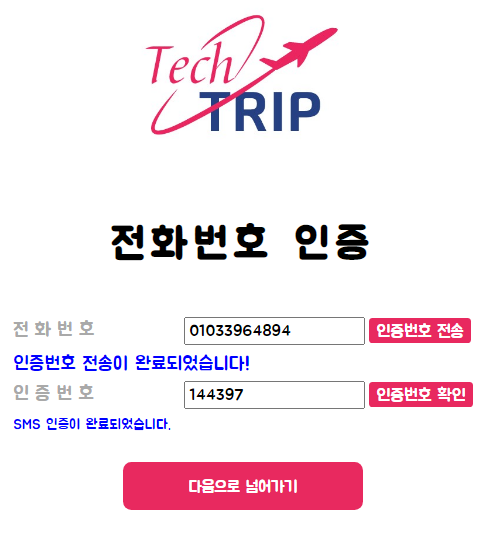 Tech
TRIP
전화번호 인증
전화번호 01033964894 인증번호 전송
인증번호 전송이 완료되었습니다!
인증번호 144397 인증번호 확인
SMS 인증이 완료되었습니다.
다음으로 넘어가기